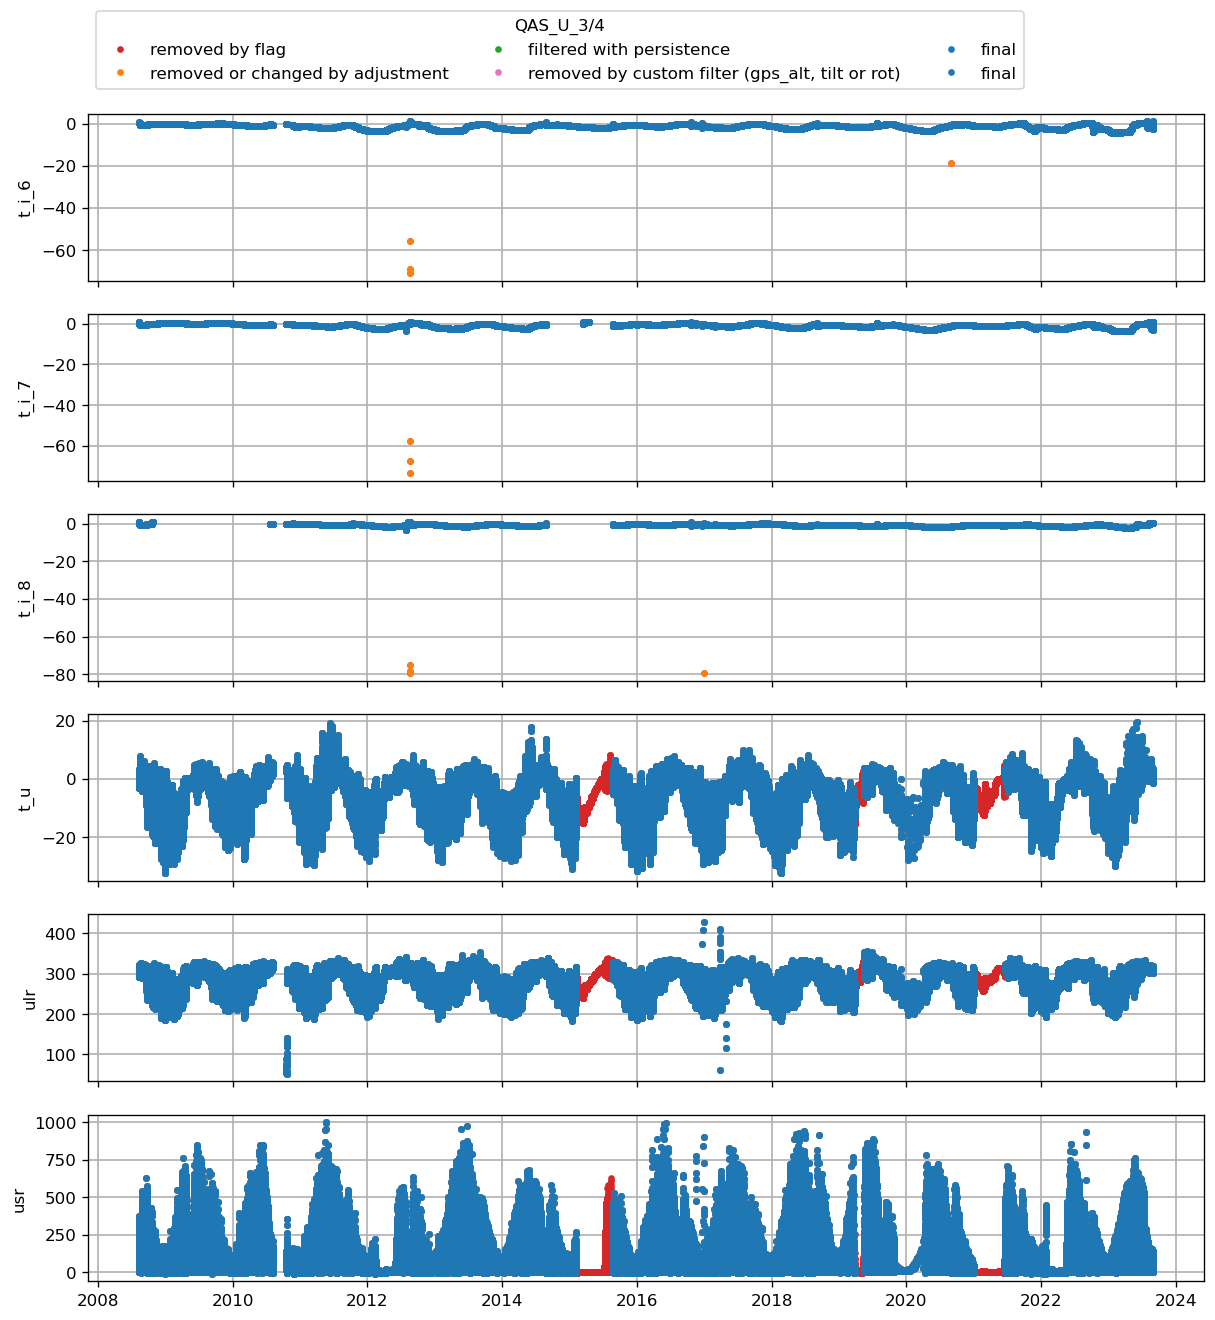 QAS_U_3/4
removed by flag filtered with persistence final
removed or changed by adjustment removed by custom filter (gps_alt, tilt or rot) final
0
−20
−40
−60
t_i_6
0
−20
−40
−60
t_i_7
0
−20
−40
−60
−80
t_i_8
20
0
−20
t_u
400
300
200
100
ulr
1000
750
500
250
0
usr
2008 2010 2012 2014 2016 2018 2020 2022 2024